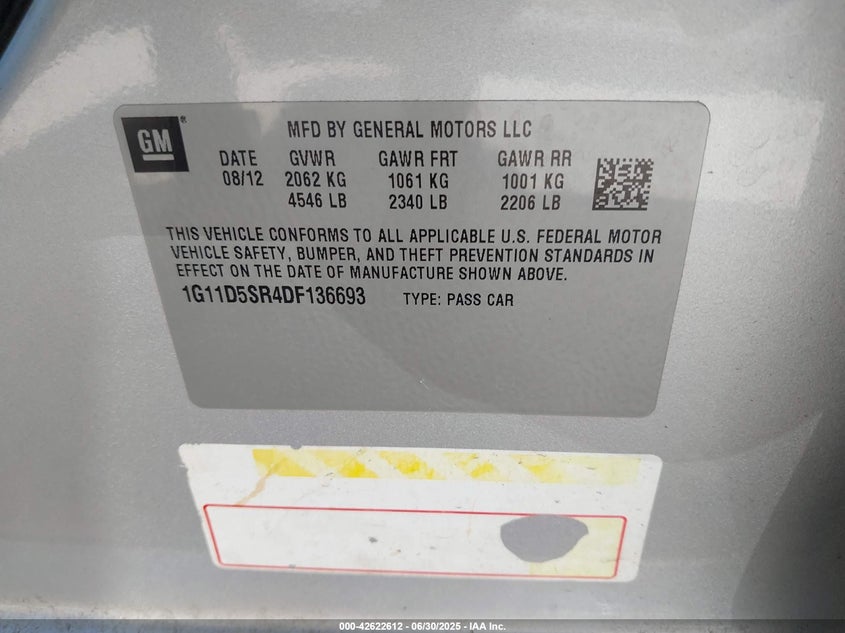 GM ®
MFD BY GENERAL MOTORS LLC
DATE GVWR GAWR FRT GAWR RR
08/12 2062 KG 1061 KG 1001 KG
4546 LB 2340 LB 2206 LB
THIS VEHICLE CONFORMS TO ALL APPLICABLE U.S. FEDERAL MOTOR
VEHICLE SAFETY, BUMPER, AND THEFT PREVENTION STANDARDS IN
EFFECT ON THE DATE OF MANUFACTURE SHOWN ABOVE.
1G11D5SR4DF136693 TYPE: PASS CAR
000-42622612 - 06/30/2025 - IAA Inc.